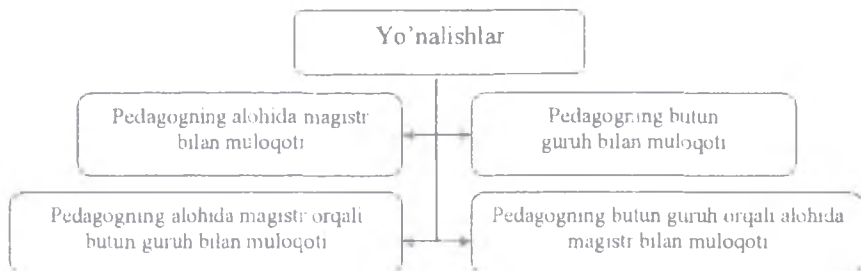 Yo'nalishlar
Pedagogning alohida magistr
bilan muloqoti
Pedagogning butun
guruh bilan muloqoti
Pedagogning alohida magistr orqali
butun guruh bilan muloqoti
Pedagogning butun guruh orqali alohida
magistr bilan muloqoti